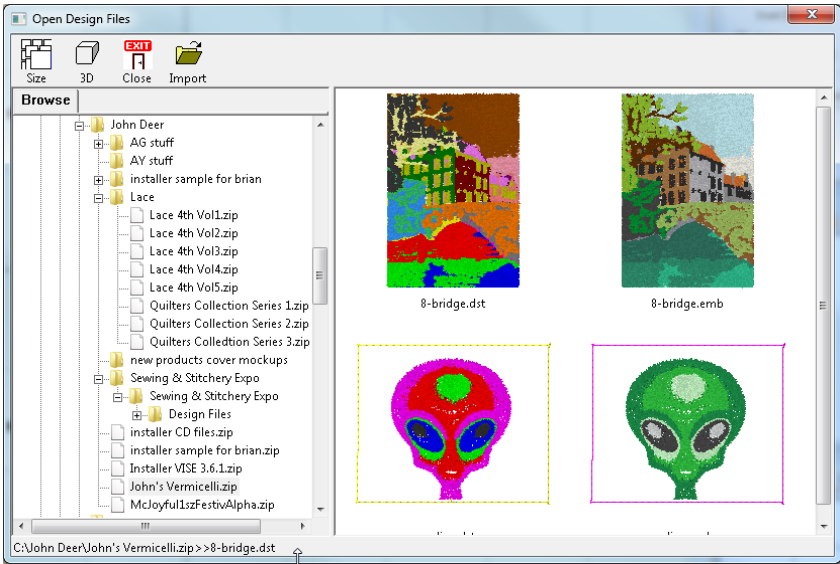 Open Design Files
EXIT
Size 3D Close Import
Browse
John Deer
AG stuff
AY stuff
installer sample for brian
Lace
Lace 4th Vol1.zip
Lace 4th Vol2.zip
Lace 4th Vol3.zip
Lace 4th Vol4.zip
Lace 4th Vol5.zip
Quilters Collection Series 1.zip
Quilters Collection Series 2.zip
Quilters Colledtion Series 3.zip
new products cover mockups
Sewing & Stitchery Expo
Sewing & Stitchery Expo
Design Files
installer CD files.zip
installer sample for brian.zip
Installer VISE 3.6.1.zip
John's Vermicelli.zip
McJoyful1szFestivAlpha.zip
8-bridge.dst
8-bridge.emb
C:\John Deer\John's Vermicelli.zip>>8-bridge.dst